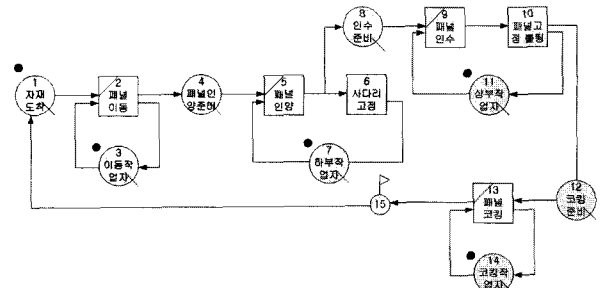 1
자재
도착
2
패널
이동
3
이동작
업자
4
패널인
양준비
5
패널
인양
6
사다리
고정
7
하부작
업자
8
인수
준비
9
패널
인수
10
패널고
정볼팅
11
상부작
업자
12
코킹
준비
13
패널
코킹
14
코킹작
업자
15